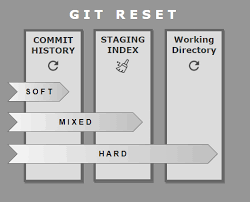 GIT RESET
COMMIT
HISTORY
STAGING
INDEX
Working
Directory
SOFT
MIXED
HARD